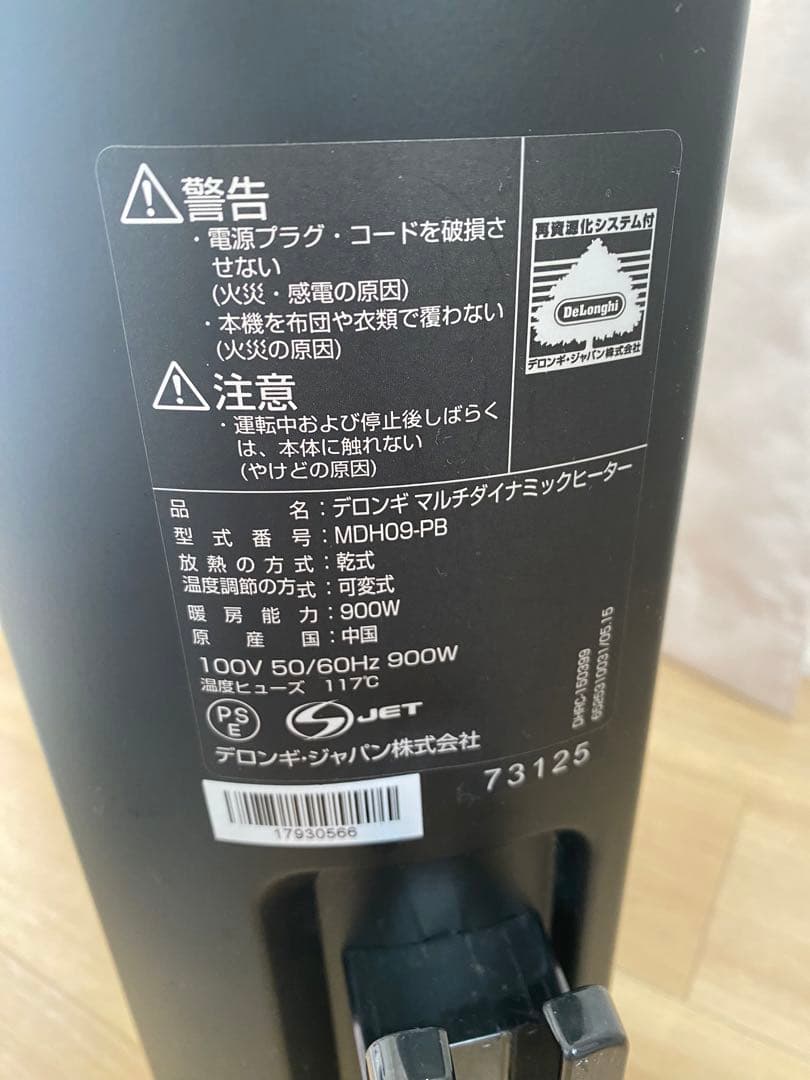 警告
・電源プラグ・コードを破損さ
せない
(火災・感電の原因)
・本機を布団や衣類で覆わない
(火災の原因)
注意
・運転中および停止後しばらく
は、本体に触れない
(やけどの原因)
再資源化システム付
DeLonghi
デロンギ・ジャパン株式会社
品名：デロンギ マルチダイナミックヒーター
型式番号：MDH09-PB
放熱の方式：乾式
温度調節の方式：可変式
暖房能力：900W
原産国：中国
100V 50/60Hz 900W
温度ヒューズ 117℃
PSE
JET
デロンギ・ジャパン株式会社
DHRC-150399
6525310031/05.15
73125
17930566